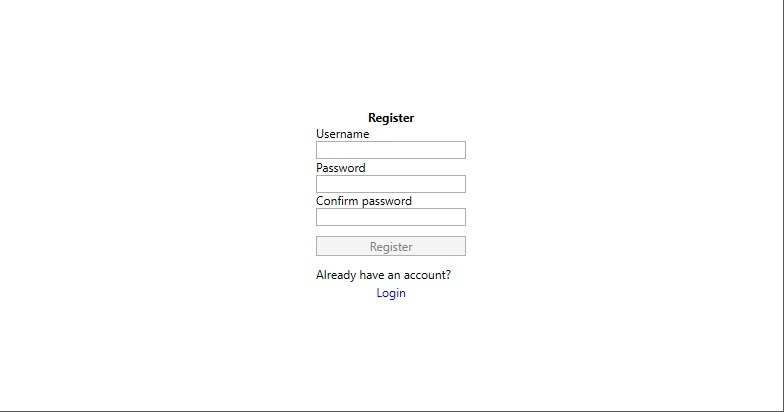 Register
Username
Password
Confirm password
Register
Already have an account?
Login